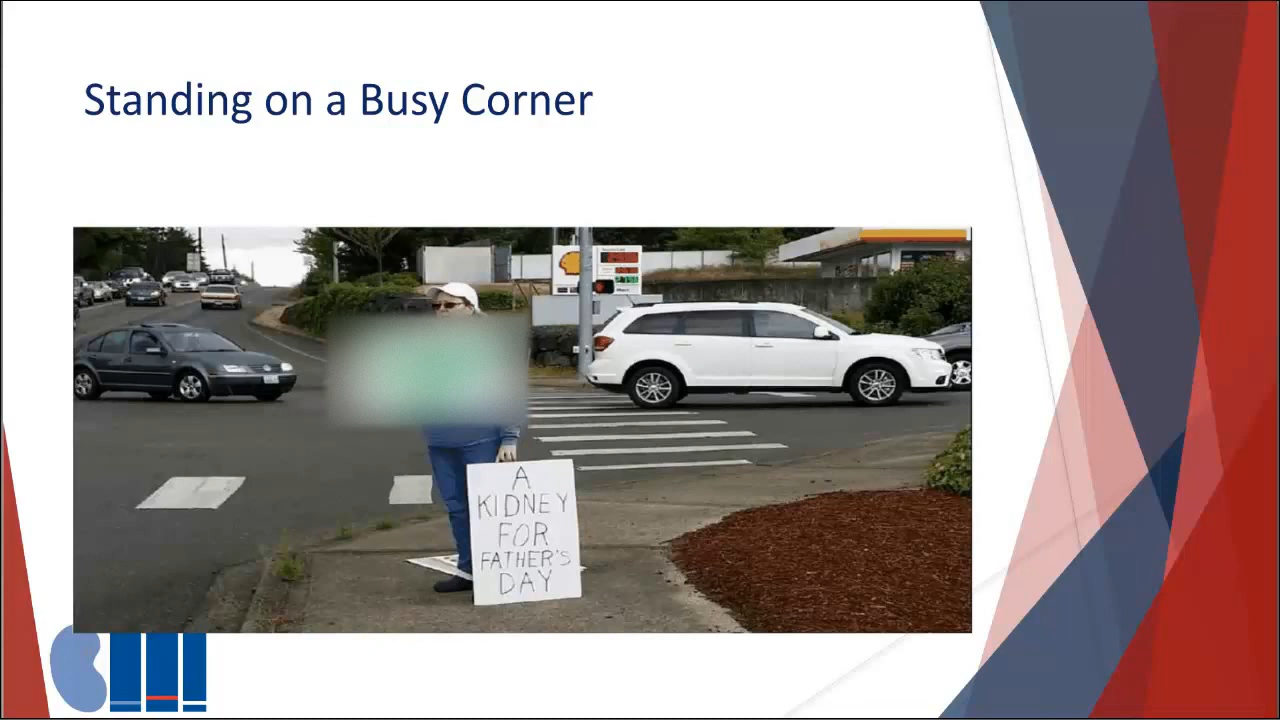 Standing on a Busy Corner
A
KIDNEY
FOR
FATHER'S
DAY